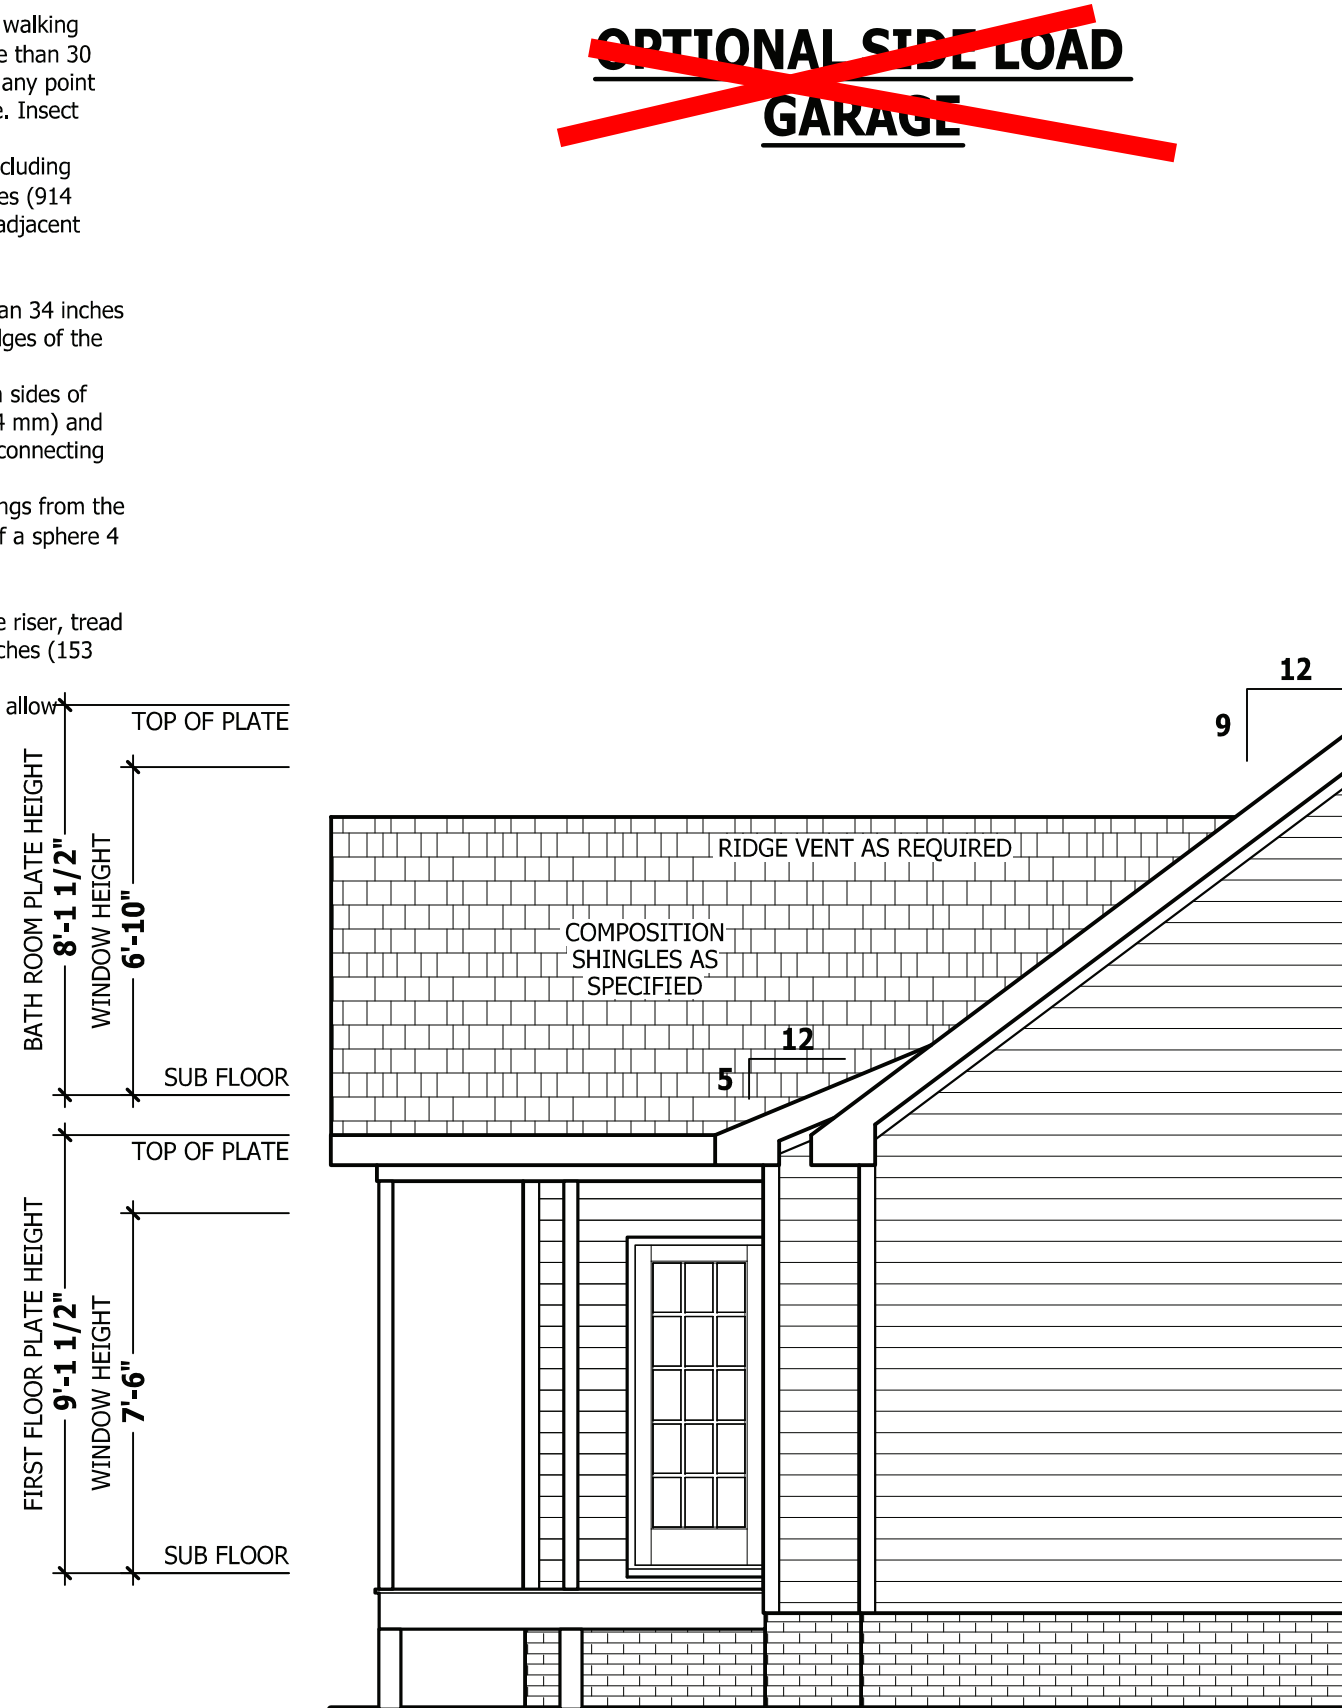 walking
e than 30
any point
e. Insect
cluding
es (914
adjacent
an 34 inches
lges of the
sides of
4 mm) and
connecting
ngs from the
f a sphere 4
e riser, tread
ches (153
allow
OPTIONAL SIDE LOAD
GARAGE
TOP OF PLATE
BATH ROOM PLATE HEIGHT
8'-1 1/2"
WINDOW HEIGHT
6'-10"
SUB FLOOR
TOP OF PLATE
FIRST FLOOR PLATE HEIGHT
9'-1 1/2"
WINDOW HEIGHT
7'-6"
SUB FLOOR
12
9
RIDGE VENT AS REQUIRED
COMPOSITION
SHINGLES AS
SPECIFIED
12
5